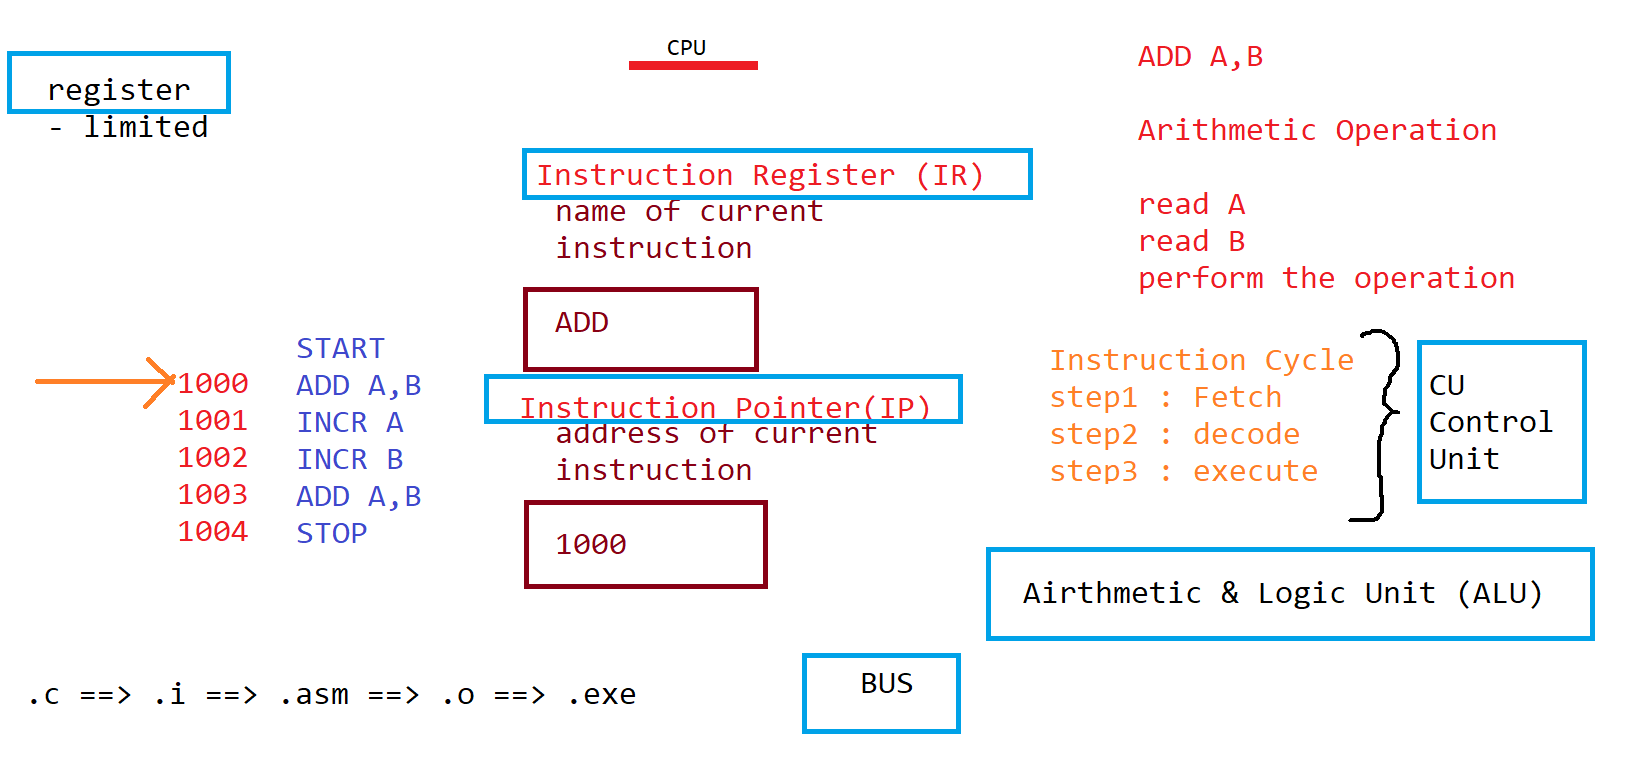 CPU
register
- limited
Instruction Register (IR)
name of current
instruction
ADD
START
1000 ADD A,B
1001 INCR A
1002 INCR B
1003 ADD A,B
1004 STOP
Instruction Pointer(IP)
address of current
instruction
1000
ADD A,B
Arithmetic Operation
read A
read B
perform the operation
Instruction Cycle
step1 : Fetch
step2 : decode
step3 : execute
CU
Control
Unit
Airthmetic & Logic Unit (ALU)
BUS
.c ==> .i ==> .asm ==> .o ==> .exe